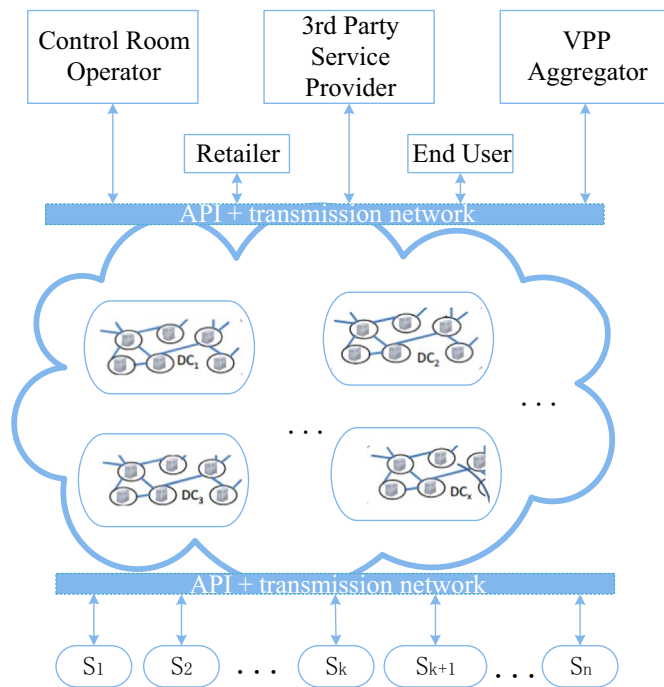 Control Room
Operator
3rd Party
Service
Provider
VPP
Aggregator
Retailer
End User
API + transmission network
DC₁
DC₂
. . .
. . .
DC₃
DCₓ
API + transmission network
S₁ S₂ . . . Sₖ Sₖ₊₁ . . . Sₙ